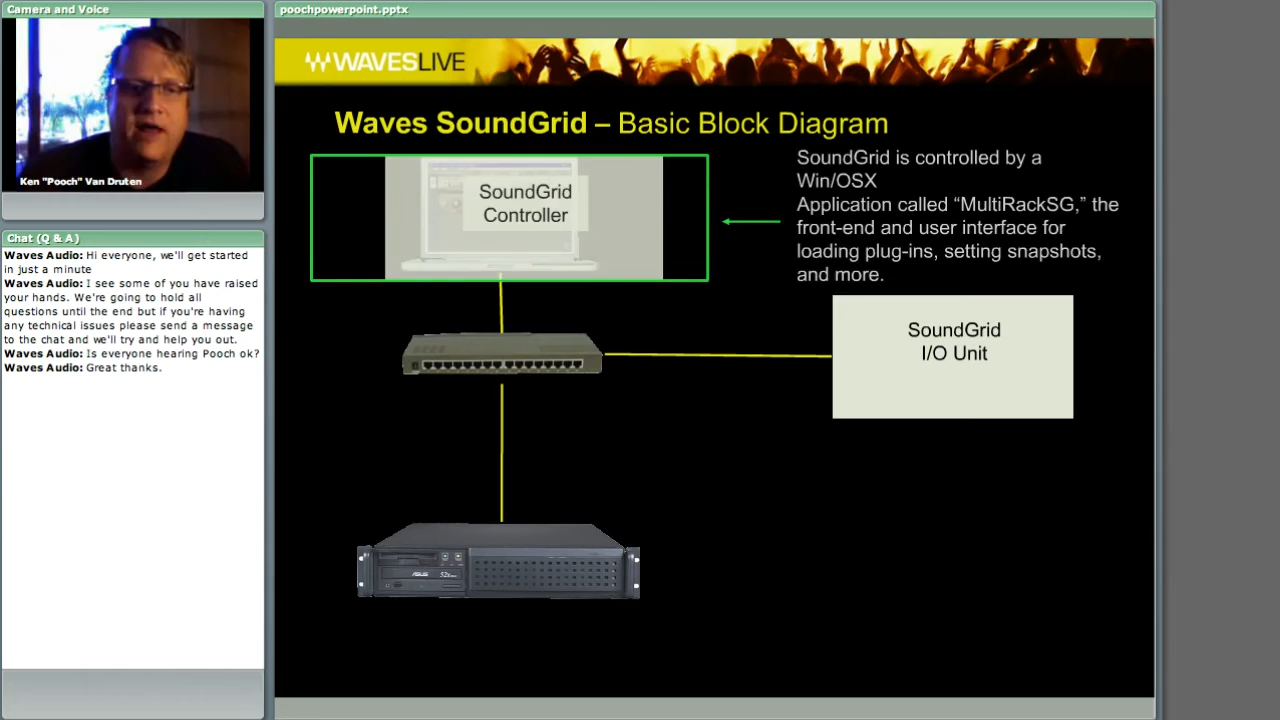 Camera and Voice
Ken "Pooch" Van Druten
Chat (Q & A)
Waves Audio: Hi everyone, we'll get started
in just a minute
Waves Audio: I see some of you have raised
your hands. We're going to hold all
questions until the end but if you're having
any technical issues please send a message
to the chat and we'll try and help you out.
Waves Audio: Is everyone hearing Pooch ok?
Waves Audio: Great thanks.
poochpowerpoint.pptx
WAVESLIVE
Waves SoundGrid – Basic Block Diagram
SoundGrid
Controller
SoundGrid is controlled by a
Win/OSX
Application called “MultiRackSG,” the
front-end and user interface for
loading plug-ins, setting snapshots,
and more.
SoundGrid
I/O Unit
ASUS